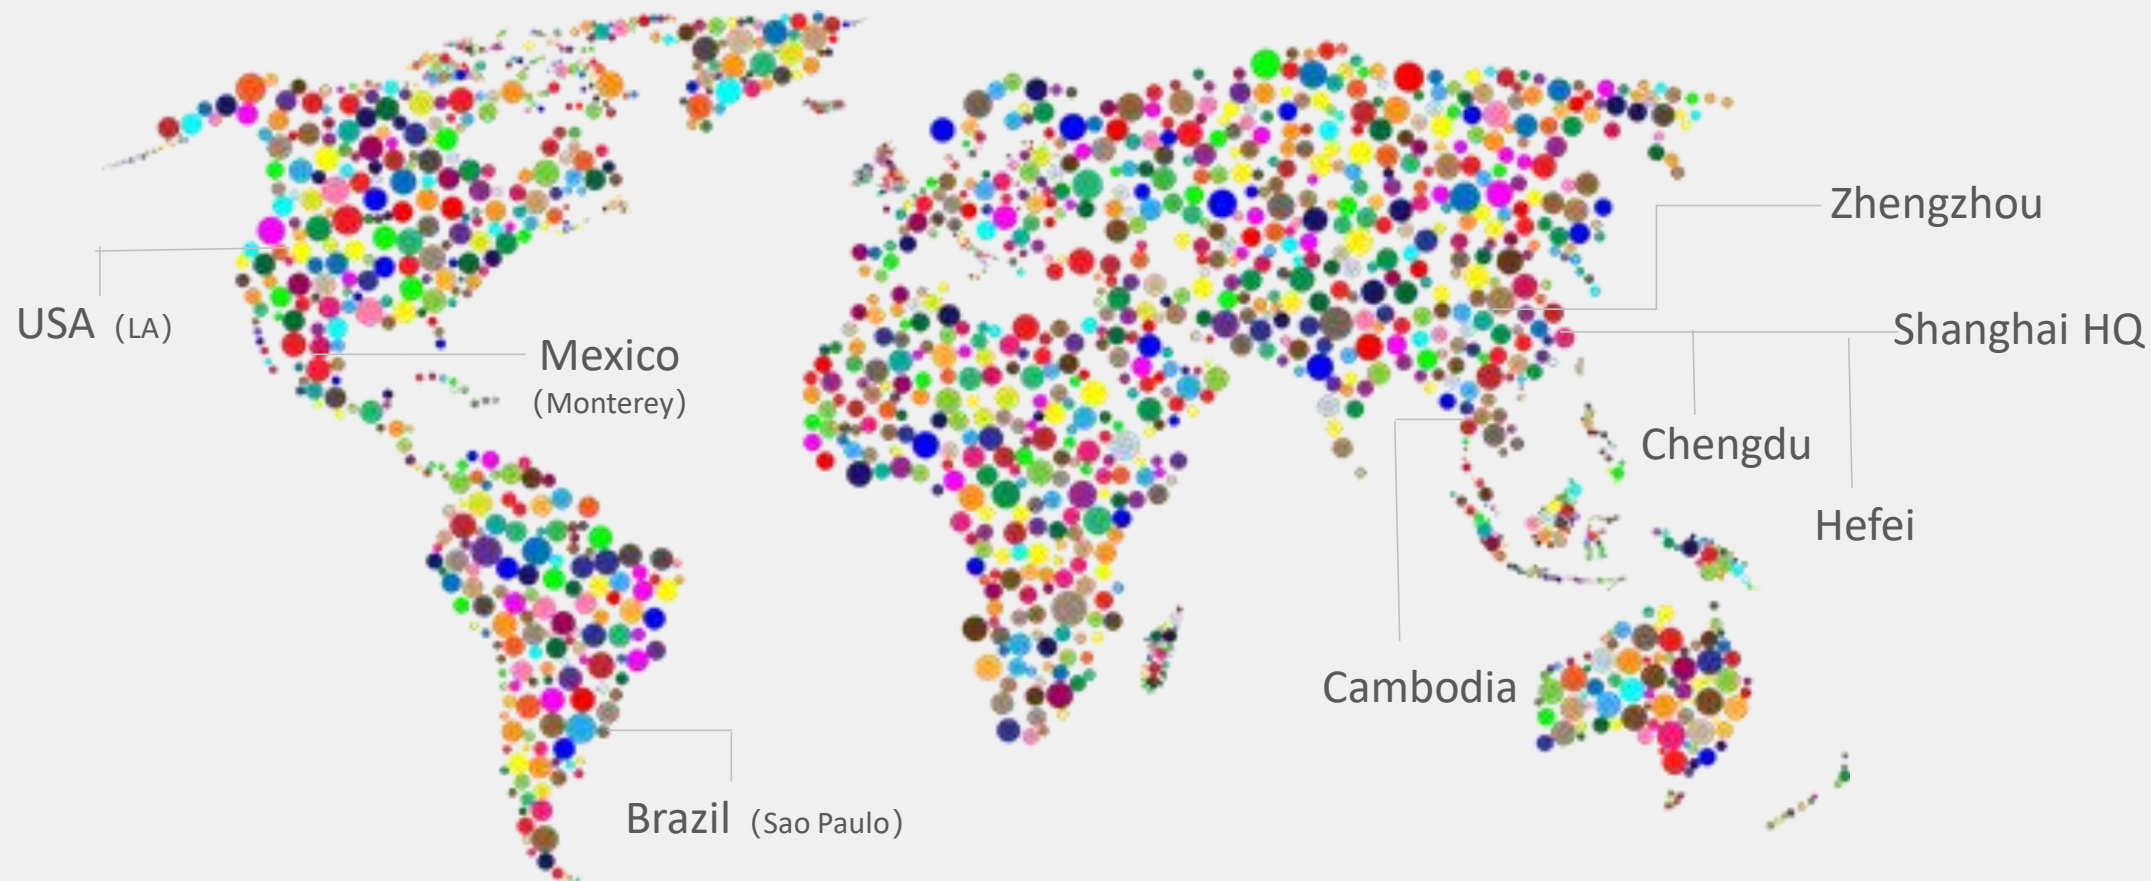 Zhengzhou
USA (LA)
Shanghai HQ
Mexico
(Monterey)
Chengdu
Hefei
Cambodia
Brazil (Sao Paulo)